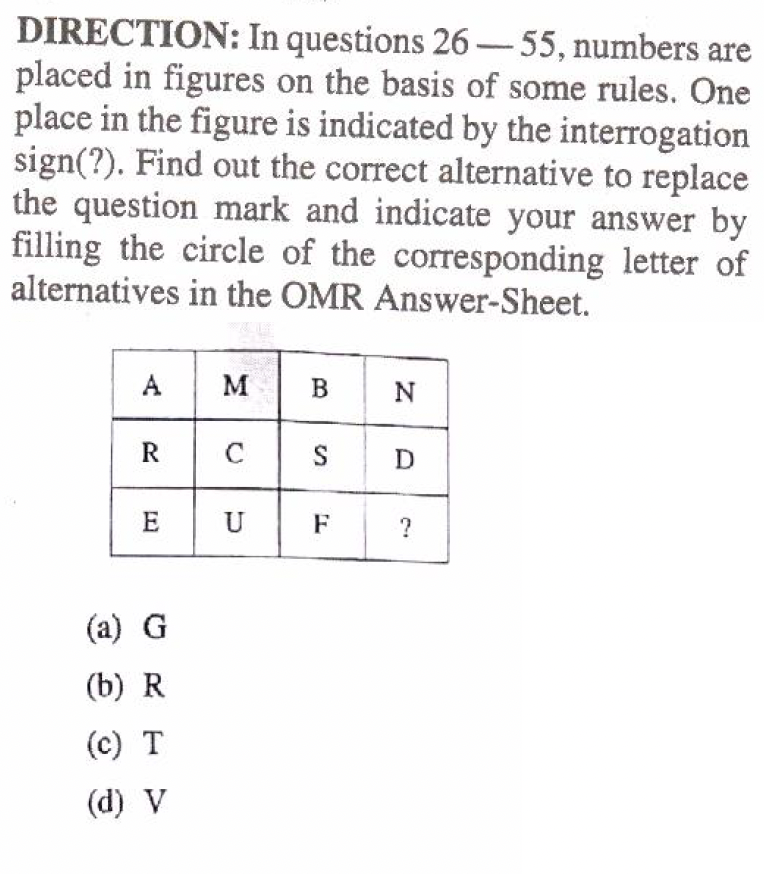 DIRECTION: In questions 26 — 55, numbers are
placed in figures on the basis of some rules. One
place in the figure is indicated by the interrogation
sign(?). Find out the correct alternative to replace
the question mark and indicate your answer by
filling the circle of the corresponding letter of
alternatives in the OMR Answer-Sheet.
A M B N
R C S D
E U F ?
(a) G
(b) R
(c) T
(d) V